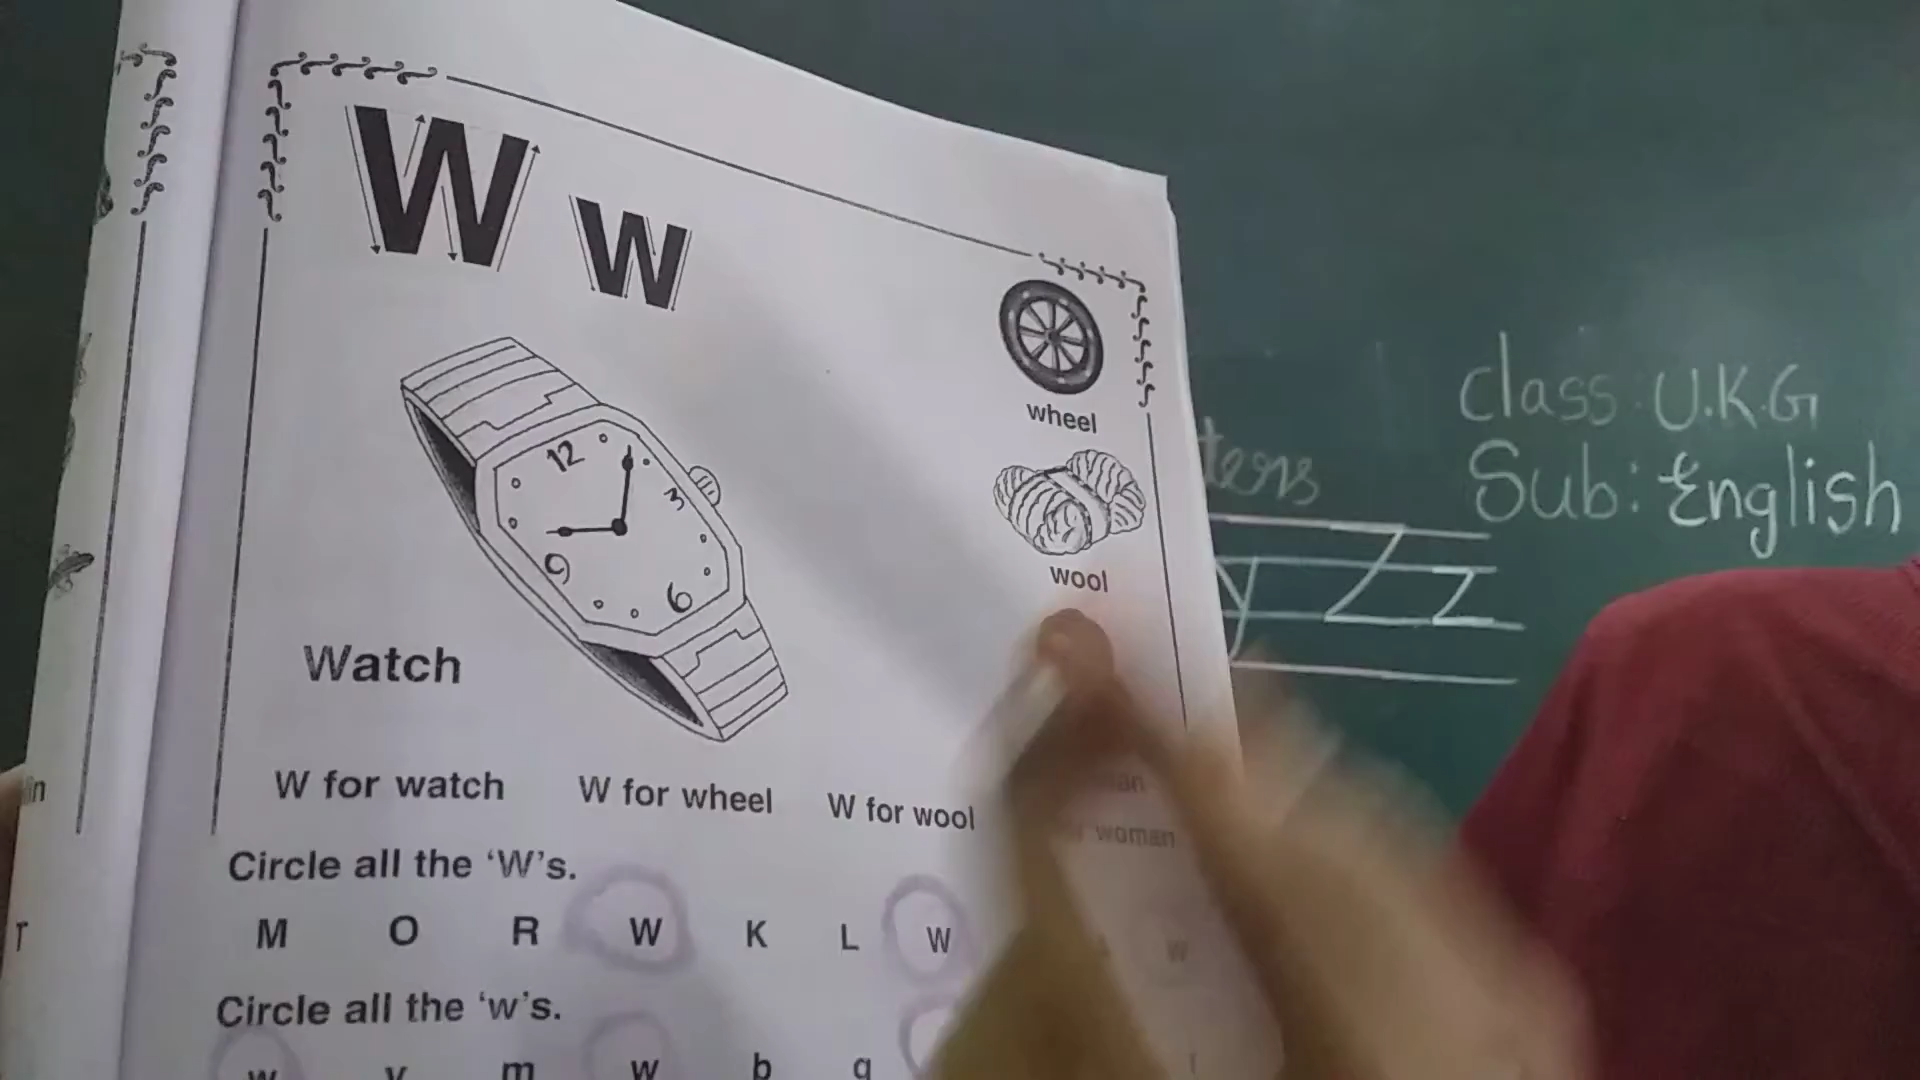 W w
wheel
12
3
9
6
wool
Watch
W for watch W for wheel W for wool woman
Circle all the ‘W’s.
M O R W K L W W
Circle all the ‘w’s.
w v m w b q
class: U.K.G
Sub: English
y Z z